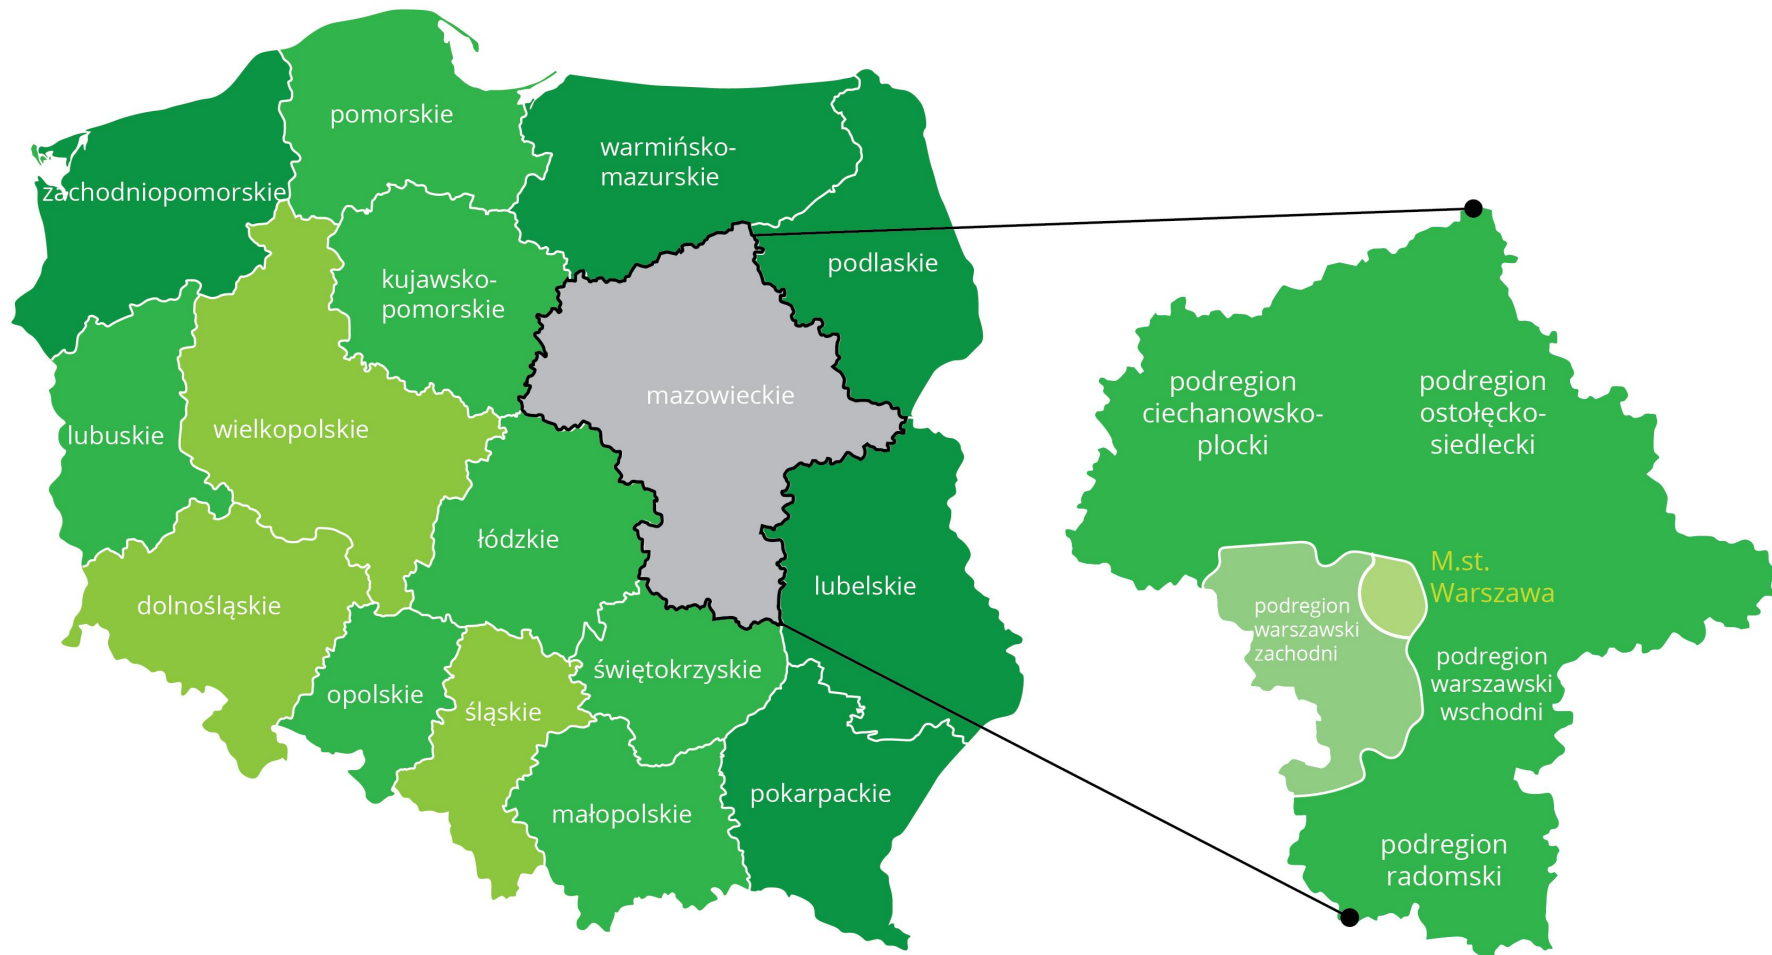 pomorskie
warmińsko-
mazurskie
zachodniopomorskie
podlaskie
kujawsko-
pomorskie
mazowieckie
lubuskie
wielkopolskie
łódzkie
lubelskie
dolnośląskie
świętokrzyskie
opolskie
śląskie
pokarpackie
małopolskie
podregion
ciechanowsko-
plocki
podregion
ostołęcko-
siedlecki
M.st.
Warszawa
podregion
warszawski
zachodni
podregion
warszawski
wschodni
podregion
radomski